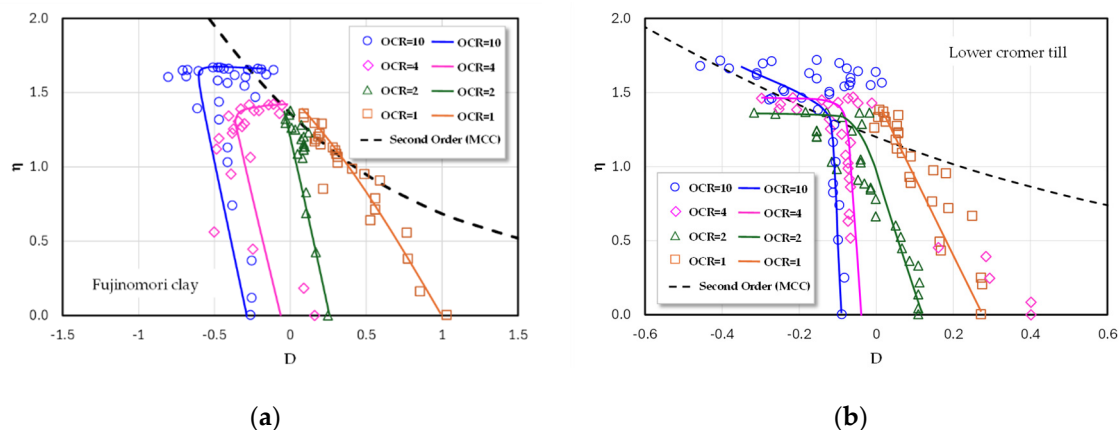 (a)
2.0
1.5
1.0
0.5
0.0
η
OCR=10 OCR=10
OCR=4 OCR=4
OCR=2 OCR=2
OCR=1 OCR=1
Second Order (MCC)
Fujinomori clay
-1.5 -1 -0.5 0 0.5 1 1.5
D
(b)
2.0
1.5
1.0
0.5
0.0
η
Lower cromer till
OCR=10 OCR=10
OCR=4 OCR=4
OCR=2 OCR=2
OCR=1 OCR=1
Second Order (MCC)
-0.6 -0.4 -0.2 0 0.2 0.4 0.6
D
(a)
(b)